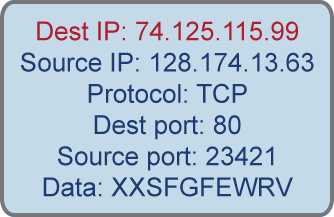 Dest IP: 74.125.115.99
Source IP: 128.174.13.63
Protocol: TCP
Dest port: 80
Source port: 23421
Data: XXSFGFEWRV